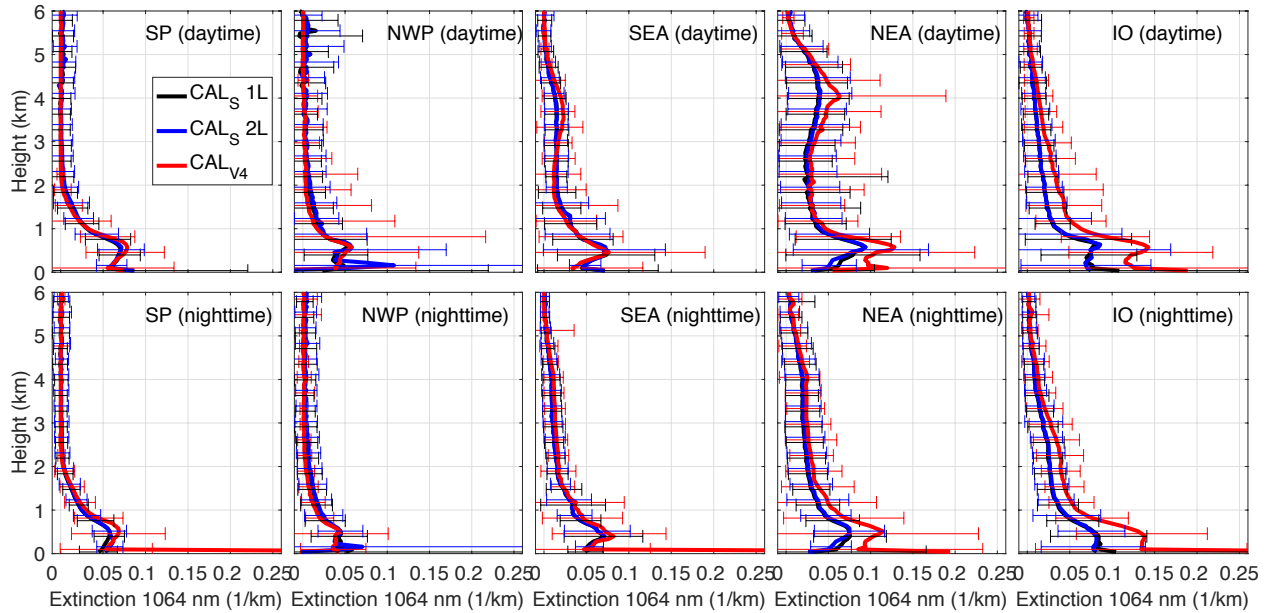 6
5
4
3
2
1
0
Height (km)
SP (daytime)
CALS 1L
CALS 2L
CALV4
NWP (daytime)
SEA (daytime)
NEA (daytime)
IO (daytime)
6
5
4
3
2
1
0
Height (km)
SP (nighttime)
NWP (nighttime)
SEA (nighttime)
NEA (nighttime)
IO (nighttime)
0 0.05 0.1 0.15 0.2 0.25
0 0.05 0.1 0.15 0.2 0.25
0 0.05 0.1 0.15 0.2 0.25
0 0.05 0.1 0.15 0.2 0.25
0.05 0.1 0.15 0.2 0.25
Extinction 1064 nm (1/km)
Extinction 1064 nm (1/km)
Extinction 1064 nm (1/km)
Extinction 1064 nm (1/km)
Extinction 1064 nm (1/km)